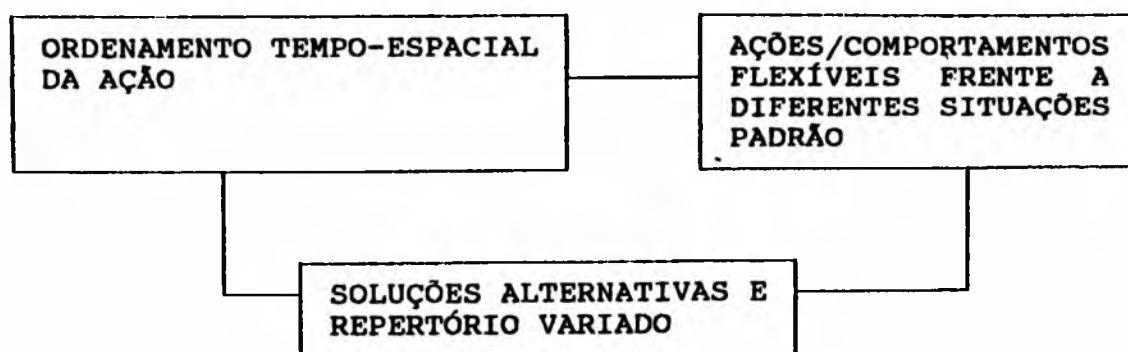 ORDENAMENTO TEMPO-ESPACIAL
DA AÇÃO
AÇÕES/COMPORTAMENTOS
FLEXÍVEIS FRENTE A
DIFERENTES SITUAÇÕES
PADRÃO
SOLUÇÕES ALTERNATIVAS E
REPERTÓRIO VARIADO